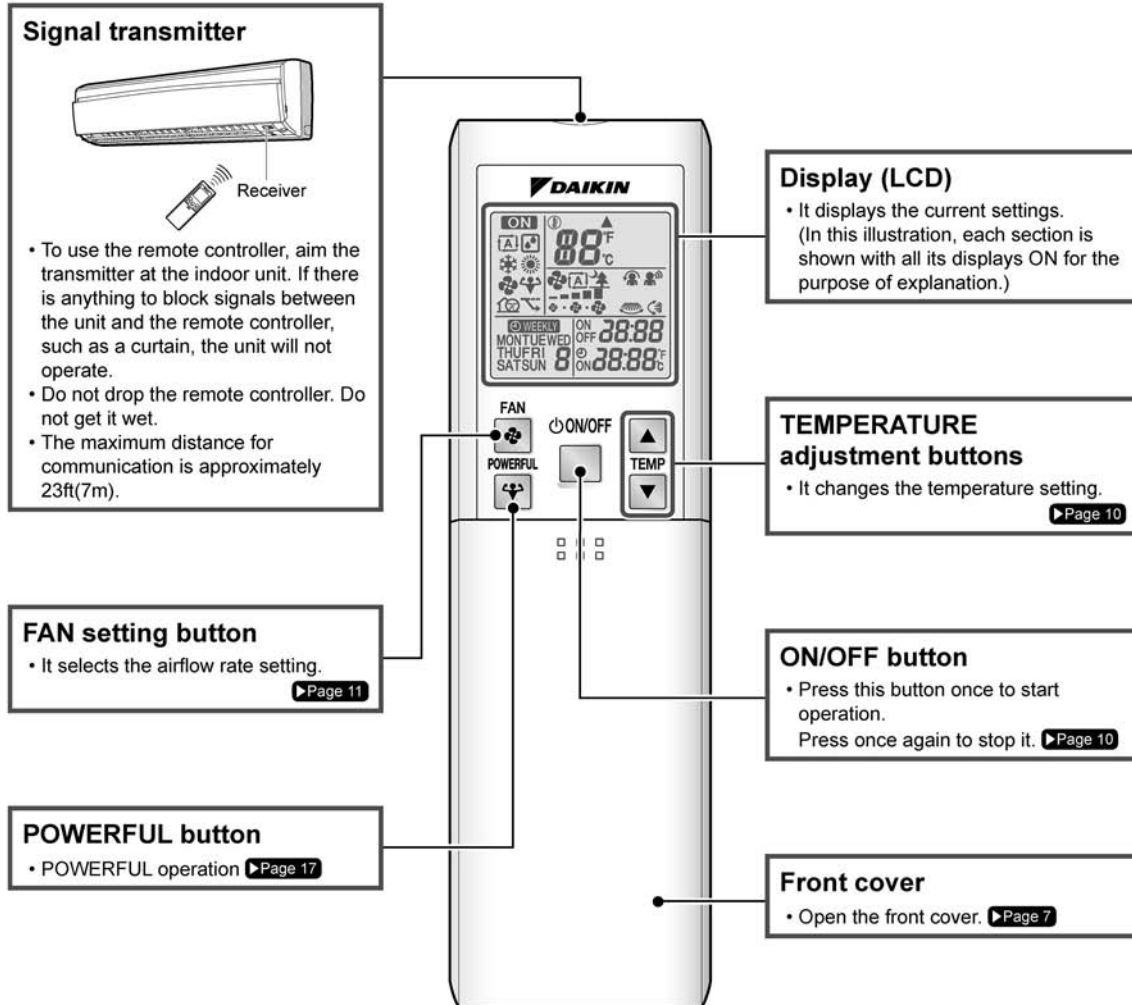 Signal transmitter
Receiver
• To use the remote controller, aim the
transmitter at the indoor unit. If there
is anything to block signals between
the unit and the remote controller,
such as a curtain, the unit will not
operate.
• Do not drop the remote controller. Do
not get it wet.
• The maximum distance for
communication is approximately
23ft(7m).
FAN setting button
• It selects the airflow rate setting.
▶Page 11
POWERFUL button
• POWERFUL operation ▶Page 17
DAIKIN
ON
88 °F °C
A
A
WEEKLY ON
MONTUEWED OFF 28:88
THUFRI
SATSUN 8 ON 28:88 °F °C
FAN
ON/OFF
POWERFUL
TEMP
Display (LCD)
• It displays the current settings.
(In this illustration, each section is
shown with all its displays ON for the
purpose of explanation.)
TEMPERATURE
adjustment buttons
• It changes the temperature setting.
▶Page 10
ON/OFF button
• Press this button once to start
operation.
Press once again to stop it. ▶Page 10
Front cover
• Open the front cover. ▶Page 7